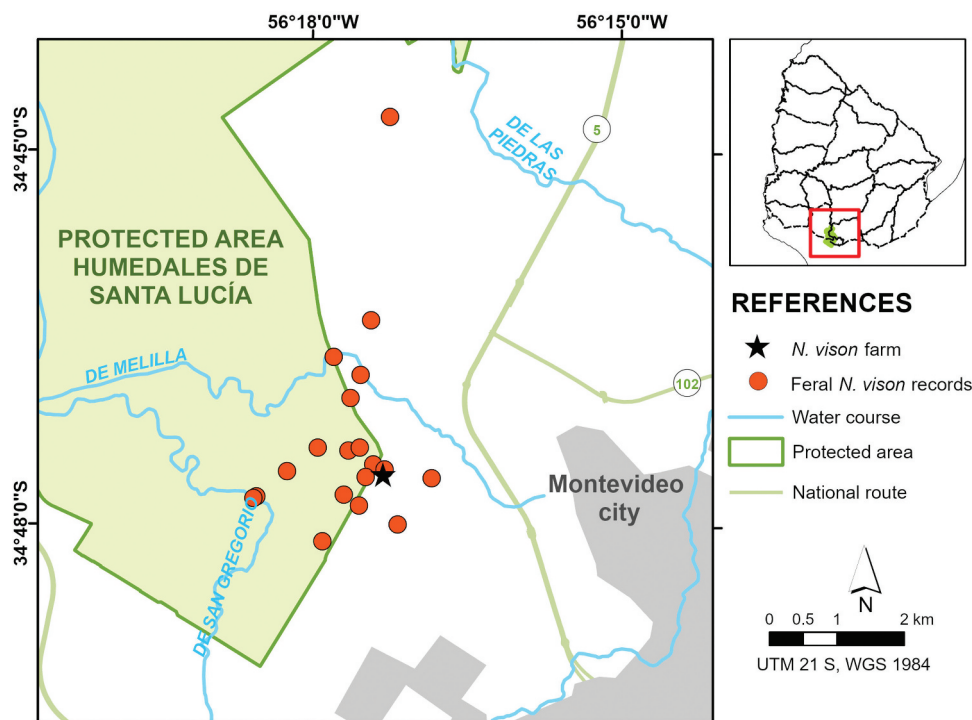 56°18'0"W
56°15'0"W
34°45'0"S
34°48'0"S
DE LAS
PIEDRAS
5
PROTECTED AREA
HUMEDALES DE
SANTA LUCÍA
DE MELILLA
102
Montevideo
city
DE SAN GREGORIO
REFERENCES
N. vison farm
Feral N. vison records
Water course
Protected area
National route
N
0 0.5 1 2 km
UTM 21 S, WGS 1984